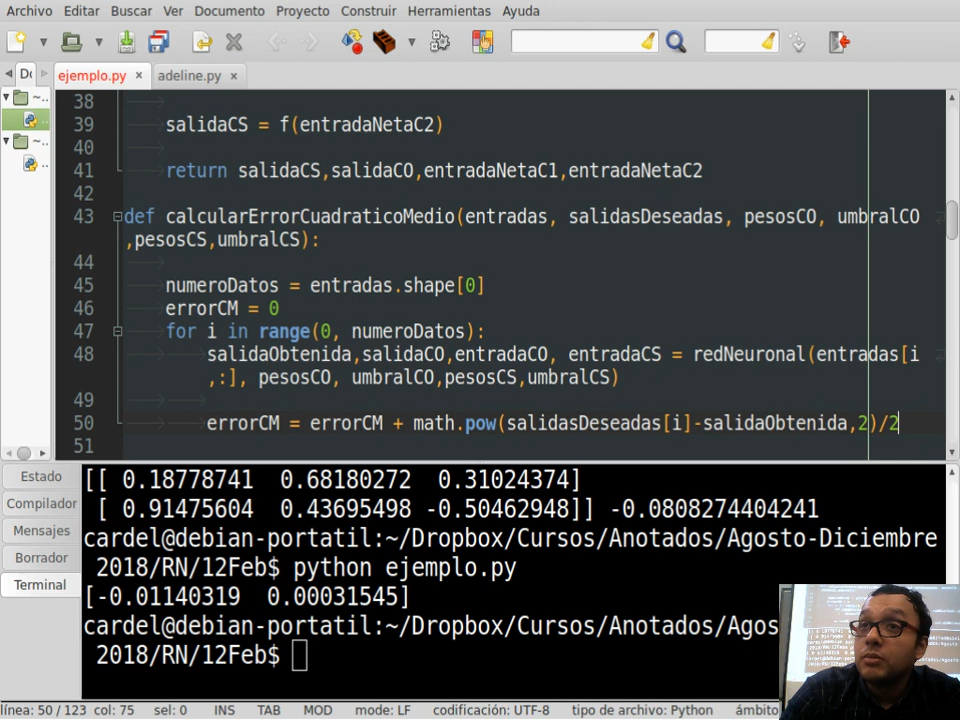 Archivo Editar Buscar Ver Documento Proyecto Construir Herramientas Ayuda
Do ejemplo.py × adeline.py ×
38
39 salidaCS = f(entradaNetaC2)
40
41 return salidaCS,salidaCO,entradaNetaC1,entradaNetaC2
42
43 def calcularErrorCuadraticoMedio(entradas, salidasDeseadas, pesosCO, umbralCO
,pesosCS,umbralCS):
44
45 numeroDatos = entradas.shape[0]
46 errorCM = 0
47 for i in range(0, numeroDatos):
48 salidaObtenida,salidaCO,entradaCO, entradaCS = redNeuronal(entradas[i
,:], pesosCO, umbralCO,pesosCS,umbralCS)
49
50 errorCM = errorCM + math.pow(salidasDeseadas[i]-salidaObtenida,2)/2
51
Estado
Compilador
Mensajes
Borrador
Terminal
[[ 0.18778741 0.68180272 0.31024374]
[ 0.91475604 0.43695498 -0.50462948]] -0.0808274404241
cardel@debian-portatil:~/Dropbox/Cursos/Anotados/Agosto-Diciembre
2018/RN/12Feb$ python ejemplo.py
[-0.01140319 0.00031545]
cardel@debian-portatil:~/Dropbox/Cursos/Anotados/Agos
2018/RN/12Feb$
línea: 50 / 123 col: 75 sel: 0 INS TAB MOD mode: LF codificación: UTF-8 tipo de archivo: Python ámbito